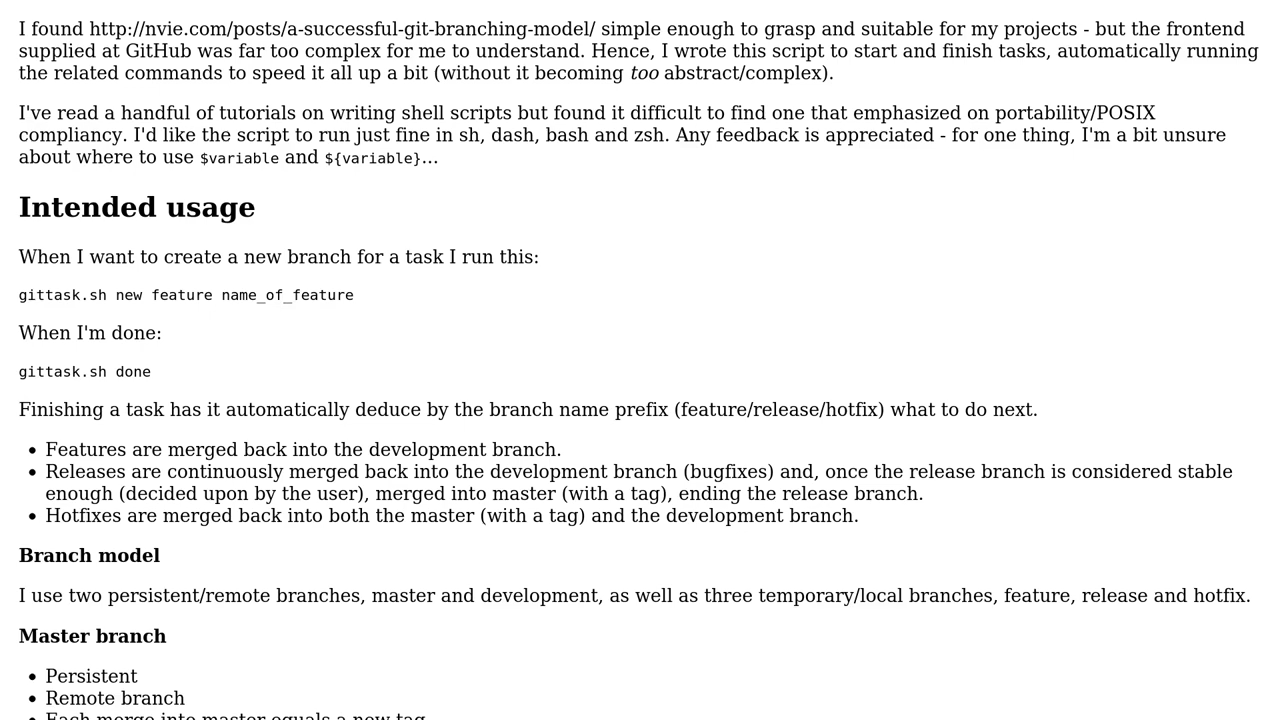 I found http://nvie.com/posts/a-successful-git-branching-model/ simple enough to grasp and suitable for my projects - but the frontend
supplied at GitHub was far too complex for me to understand. Hence, I wrote this script to start and finish tasks, automatically running
the related commands to speed it all up a bit (without it becoming too abstract/complex).
I've read a handful of tutorials on writing shell scripts but found it difficult to find one that emphasized on portability/POSIX
compliancy. I'd like the script to run just fine in sh, dash, bash and zsh. Any feedback is appreciated - for one thing, I'm a bit unsure
about where to use $variable and ${variable}...
Intended usage
When I want to create a new branch for a task I run this:
gittask.sh new feature name_of_feature
When I'm done:
gittask.sh done
Finishing a task has it automatically deduce by the branch name prefix (feature/release/hotfix) what to do next.
• Features are merged back into the development branch.
• Releases are continuously merged back into the development branch (bugfixes) and, once the release branch is considered stable
enough (decided upon by the user), merged into master (with a tag), ending the release branch.
• Hotfixes are merged back into both the master (with a tag) and the development branch.
Branch model
I use two persistent/remote branches, master and development, as well as three temporary/local branches, feature, release and hotfix.
Master branch
• Persistent
• Remote branch
• Each merge into master equals a new tag